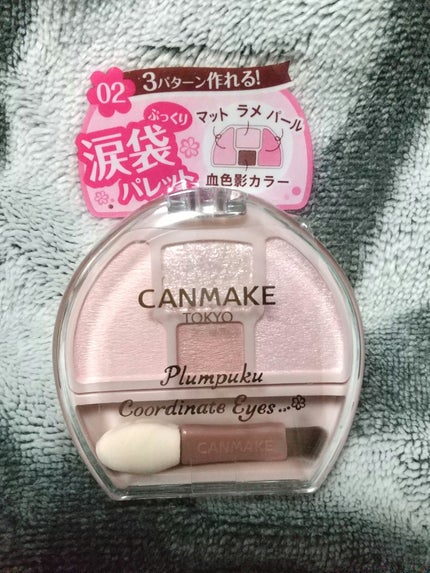 02
3パターン作れる!
ぷっくり
涙袋
パレット
マット ラメ パール
血色影カラー
CANMAKE
TOKYO
Plumpuku
Coordinate Eyes...
CANMAKE